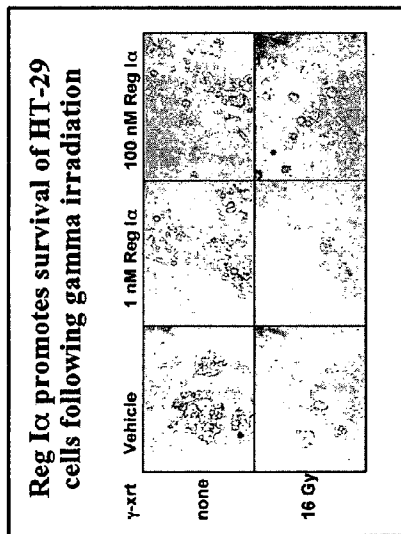 Reg Iα promotes survival of HT-29
cells following gamma irradiation
γ-xrt Vehicle 1 nM Reg Iα 100 nM Reg Iα
none
16 Gy